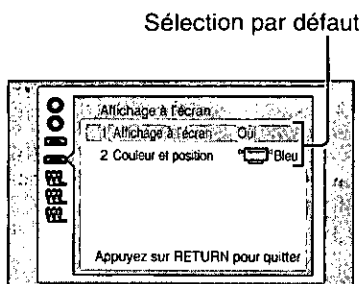 Sélection par défaut
Affichage à l'écran
1 Affichage à l'écran Oui
2 Couleur et position Bleu
Appuyez sur RETURN pour quitter